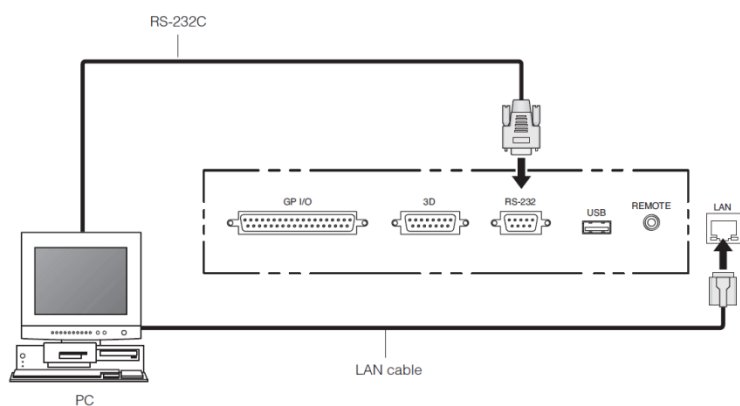 RS-232C
GP I/O
3D
RS-232
USB
REMOTE
LAN
LAN cable
PC